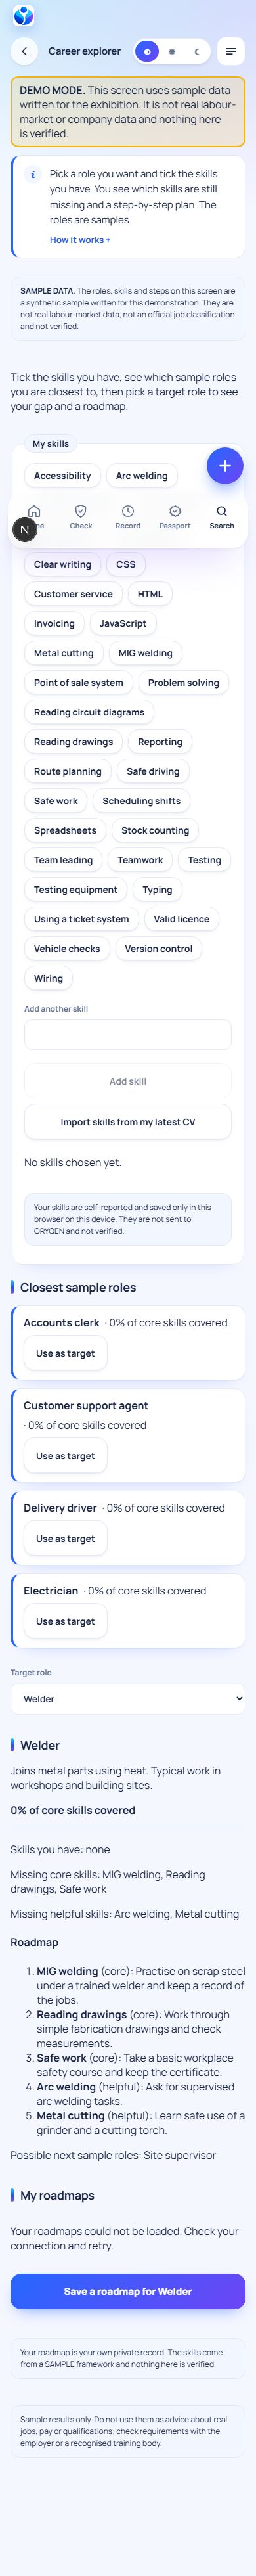 Career explorer
DEMO MODE. This screen uses sample data
written for the exhibition. It is not real labour-
market or company data and nothing here
is verified.
i
Pick a role you want and tick the skills
you have. You see which skills are still
missing and a step-by-step plan. The
roles are samples.
How it works +
SAMPLE DATA. The roles, skills and steps on this screen are
a synthetic sample written for this demonstration. They are
not real labour-market data, not an official job classification
and not verified.
Tick the skills you have, see which sample roles
you are closest to, then pick a target role to see
your gap and a roadmap.
My skills
Accessibility
Arc welding
+
N
Check
Record
Passport
Search
Clear writing
CSS
Customer service
HTML
Invoicing
JavaScript
Metal cutting
MIG welding
Point of sale system
Problem solving
Reading circuit diagrams
Reading drawings
Reporting
Route planning
Safe driving
Safe work
Scheduling shifts
Spreadsheets
Stock counting
Team leading
Teamwork
Testing
Testing equipment
Typing
Using a ticket system
Valid licence
Vehicle checks
Version control
Wiring
Add another skill
Add skill
Import skills from my latest CV
No skills chosen yet.
Your skills are self-reported and saved only in this
browser on this device. They are not sent to
ORYQEN and not verified.
Closest sample roles
Accounts clerk · 0% of core skills covered
Use as target
Customer support agent
· 0% of core skills covered
Use as target
Delivery driver · 0% of core skills covered
Use as target
Electrician · 0% of core skills covered
Use as target
Target role
Welder
Welder
Joins metal parts using heat. Typical work in
workshops and building sites.
0% of core skills covered
Skills you have: none
Missing core skills: MIG welding, Reading
drawings, Safe work
Missing helpful skills: Arc welding, Metal cutting
Roadmap
1. MIG welding (core): Practise on scrap steel
under a trained welder and keep a record of
the jobs.
2. Reading drawings (core): Work through
simple fabrication drawings and check
measurements.
3. Safe work (core): Take a basic workplace
safety course and keep the certificate.
4. Arc welding (helpful): Ask for supervised
arc welding tasks.
5. Metal cutting (helpful): Learn safe use of a
grinder and a cutting torch.
Possible next sample roles: Site supervisor
My roadmaps
Your roadmaps could not be loaded. Check your
connection and retry.
Save a roadmap for Welder
Your roadmap is your own private record. The skills come
from a SAMPLE framework and nothing here is verified.
Sample results only. Do not use them as advice about real
jobs, pay or qualifications; check requirements with the
employer or a recognised training body.